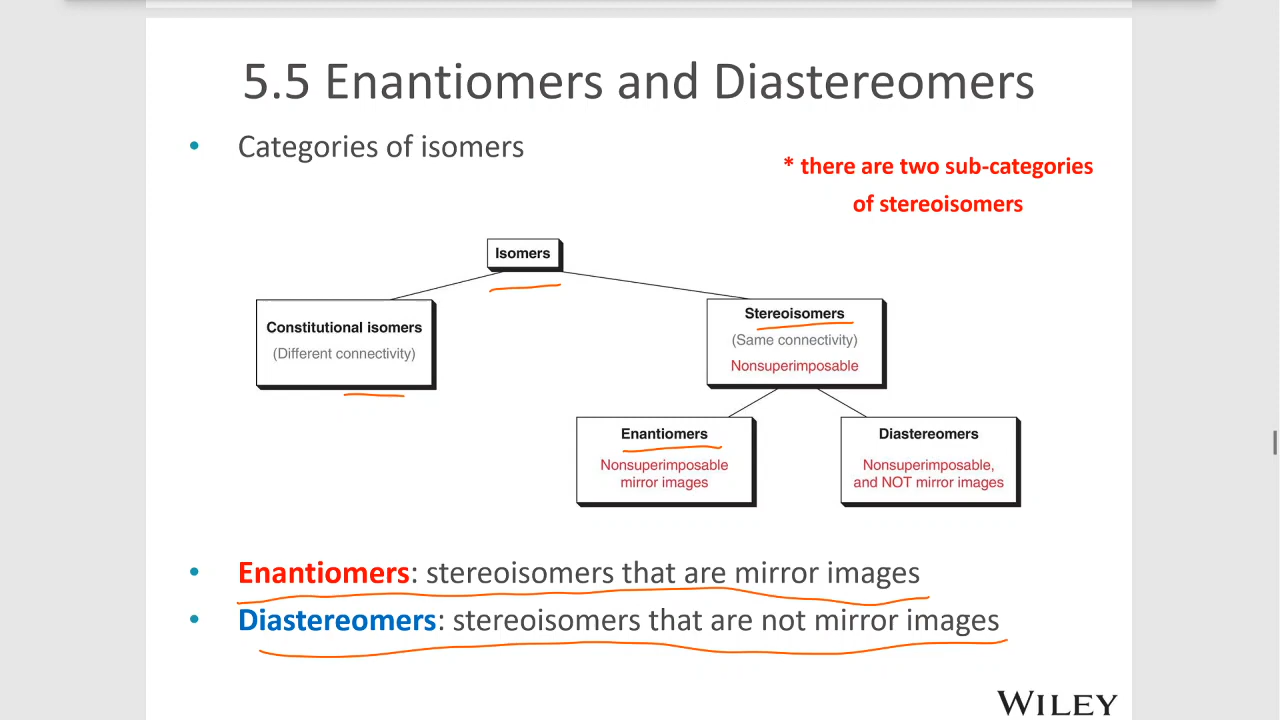 5.5 Enantiomers and Diastereomers
• Categories of isomers
* there are two sub-categories
of stereoisomers
Isomers
Constitutional isomers
(Different connectivity)
Stereoisomers
(Same connectivity)
Nonsuperimposable
Enantiomers
Nonsuperimposable
mirror images
Diastereomers
Nonsuperimposable,
and NOT mirror images
• Enantiomers: stereoisomers that are mirror images
• Diastereomers: stereoisomers that are not mirror images
WILEY